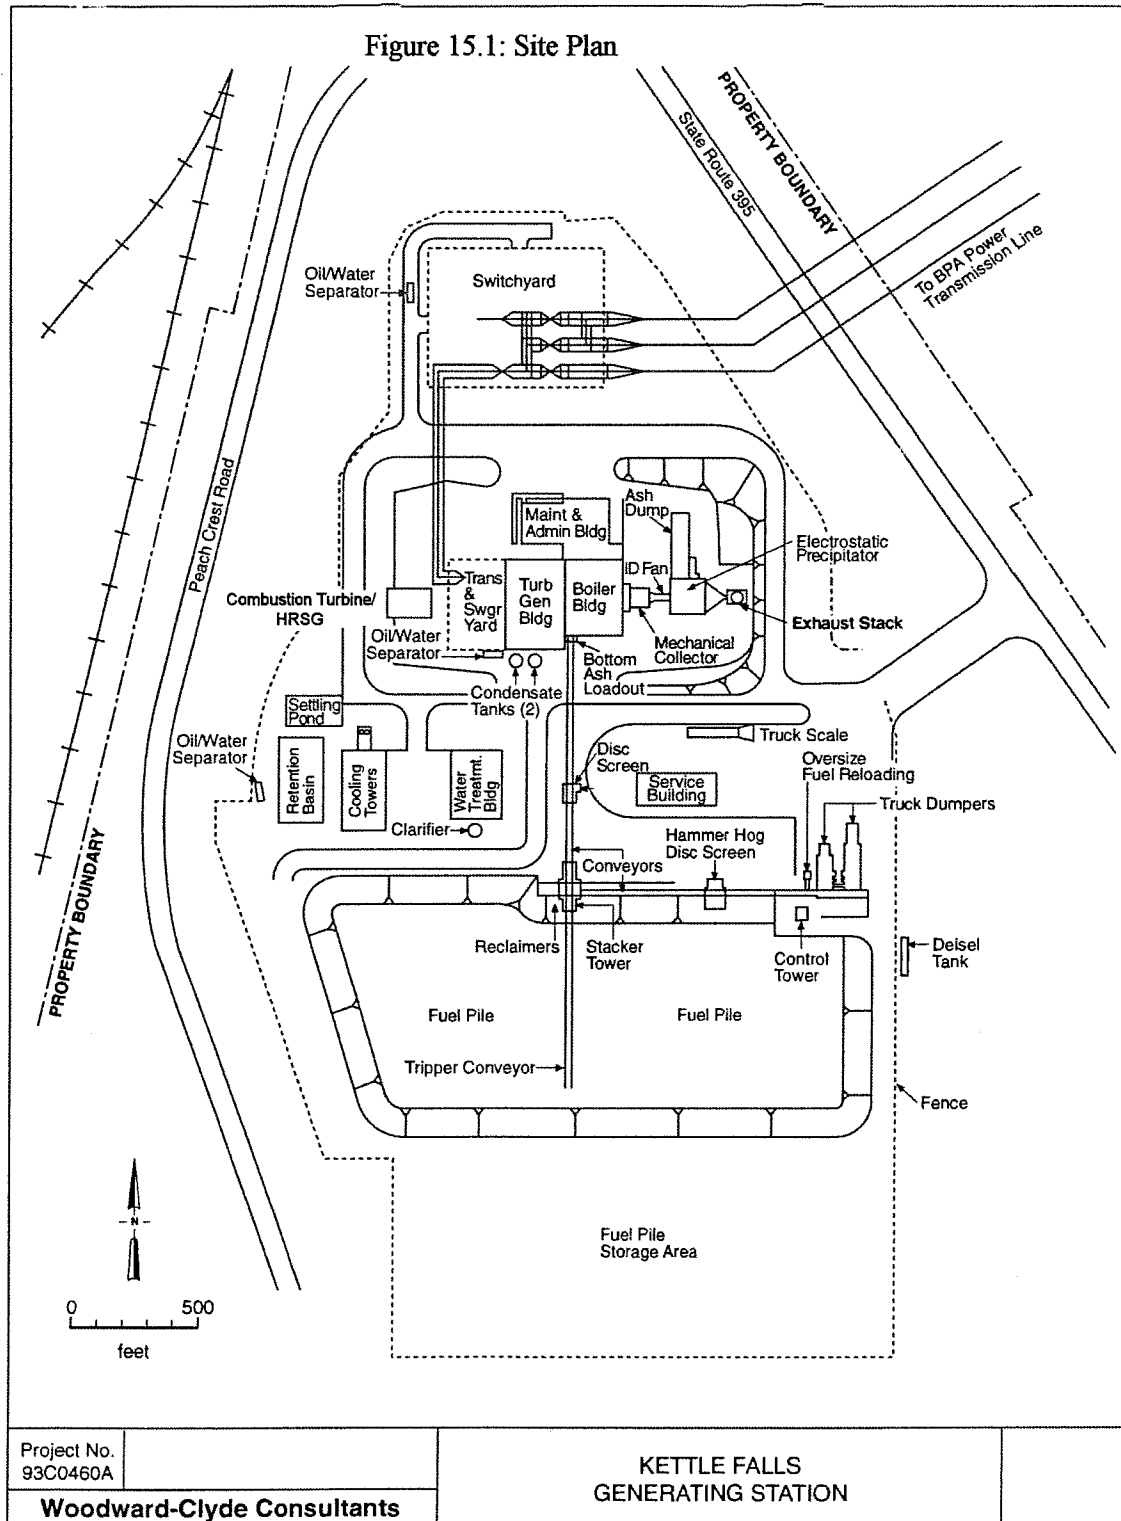 Figure 15.1: Site Plan
PROPERTY BOUNDARY
State Route 395
To BPA Power
Transmission Line
Oil/Water
Separator
Switchyard
Peach Crest Road
Ash
Dump
Maint &
Admin Bldg
Electrostatic
Precipitator
ID Fan
Trans
&
Swgr
Yard
Turb
Gen
Bldg
Boiler
Bldg
Combustion Turbine/
HRSG
Exhaust Stack
Oil/Water
Separator
Mechanical
Collector
Bottom
Ash
Loadout
Condensate
Tanks (2)
Settling
Pond
Oil/Water
Separator
Truck Scale
Disc
Screen
Oversize
Fuel Reloading
Retention
Basin
Cooling
Towers
Water
Treatmt.
Bldg
Service
Building
Truck Dumpers
Clarifier
Hammer Hog
Disc Screen
Conveyors
PROPERTY BOUNDARY
Reclaimers
Stacker
Tower
Control
Tower
Deisel
Tank
Fuel Pile
Fuel Pile
Tripper Conveyor
Fence
N
Fuel Pile
Storage Area
0 500
feet
Project No.
93C0460A
KETTLE FALLS
GENERATING STATION
Woodward-Clyde Consultants